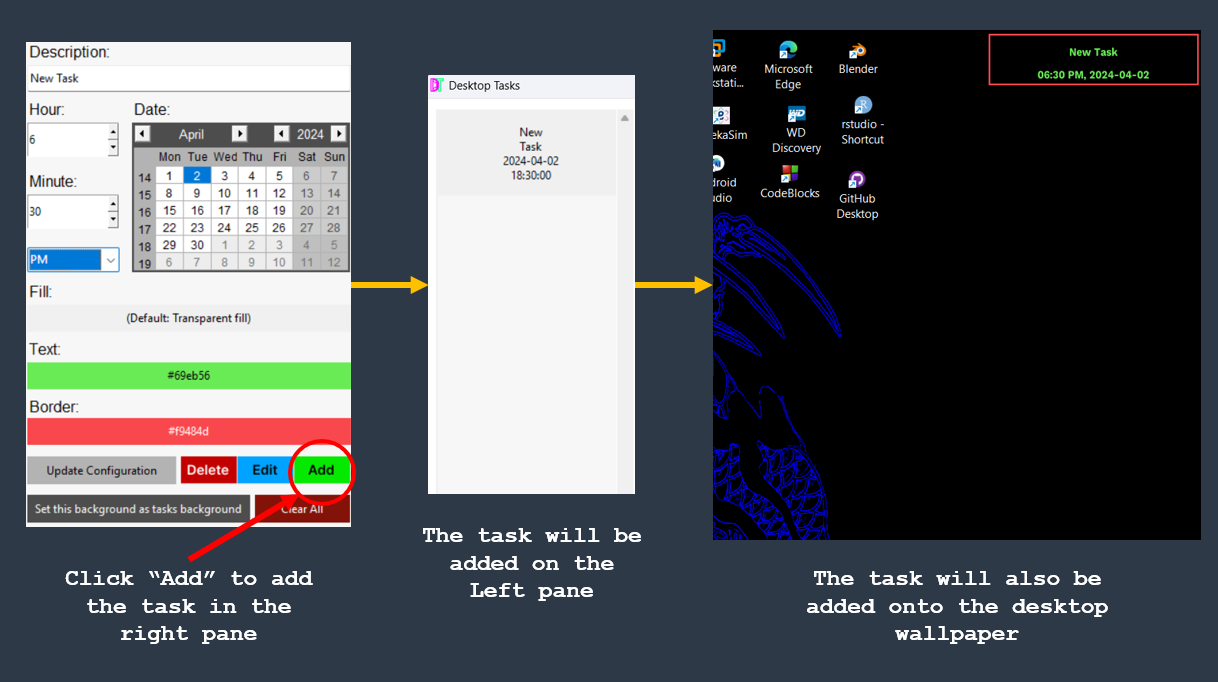 Description:
New Task
Hour:
6
Date:
April 2024
Mon Tue Wed Thu Fri Sat Sun
14 1 2 3 4 5 6 7
15 8 9 10 11 12 13 14
16 15 16 17 18 19 20 21
17 22 23 24 25 26 27 28
18 29 30 1 2 3 4 5
19 6 7 8 9 10 11 12
Minute:
30
PM
Fill:
(Default: Transparent fill)
Text:
#69eb56
Border:
#f9484d
Update Configuration Delete Edit Add
Set this background as tasks background Clear All
Click “Add” to add
the task in the
right pane
DT Desktop Tasks
New
Task
2024-04-02
18:30:00
The task will be
added on the
Left pane
ware
kstati...
Microsoft
Edge
Blender
ekaSim
WD
Discovery
rstudio -
Shortcut
droid
udio
CodeBlocks
GitHub
Desktop
New Task
06:30 PM, 2024-04-02
The task will also be
added onto the desktop
wallpaper